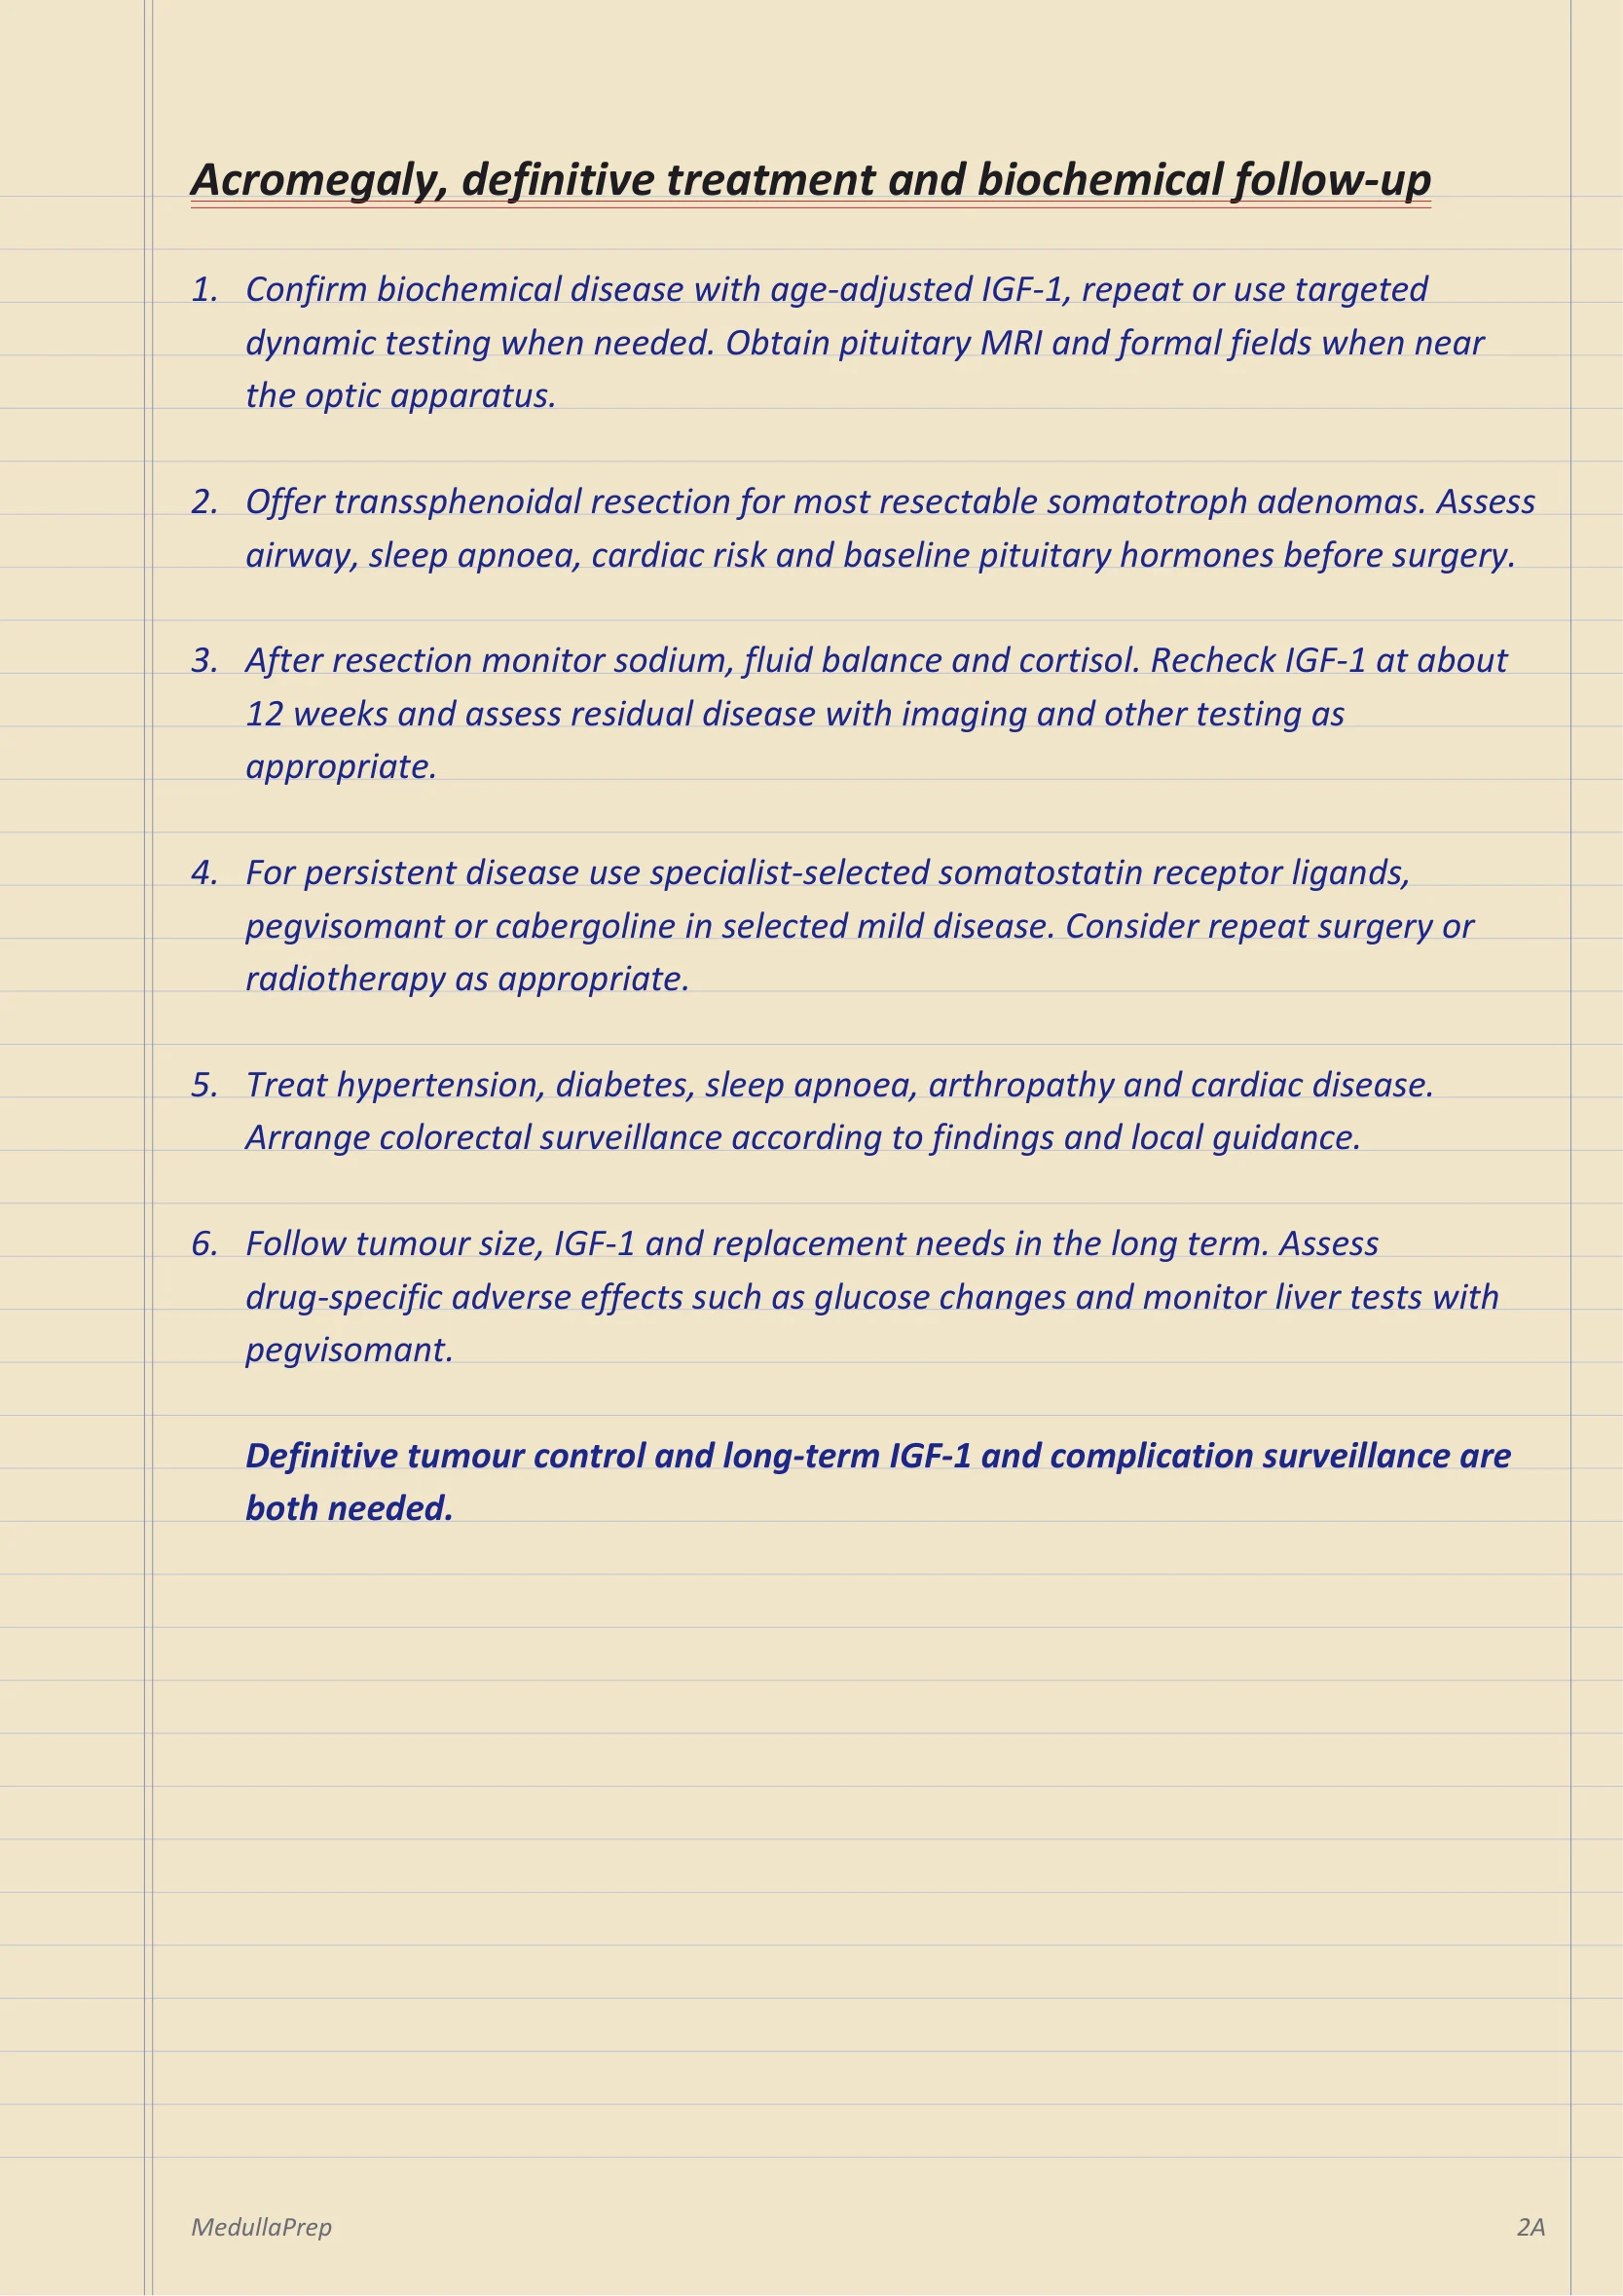 Acromegaly, definitive treatment and biochemical follow-up
1. Confirm biochemical disease with age-adjusted IGF-1, repeat or use targeted
dynamic testing when needed. Obtain pituitary MRI and formal fields when near
the optic apparatus.
2. Offer transsphenoidal resection for most resectable somatotroph adenomas. Assess
airway, sleep apnoea, cardiac risk and baseline pituitary hormones before surgery.
3. After resection monitor sodium, fluid balance and cortisol. Recheck IGF-1 at about
12 weeks and assess residual disease with imaging and other testing as
appropriate.
4. For persistent disease use specialist-selected somatostatin receptor ligands,
pegvisomant or cabergoline in selected mild disease. Consider repeat surgery or
radiotherapy as appropriate.
5. Treat hypertension, diabetes, sleep apnoea, arthropathy and cardiac disease.
Arrange colorectal surveillance according to findings and local guidance.
6. Follow tumour size, IGF-1 and replacement needs in the long term. Assess
drug-specific adverse effects such as glucose changes and monitor liver tests with
pegvisomant.
Definitive tumour control and long-term IGF-1 and complication surveillance are
both needed.
MedullaPrep
2A